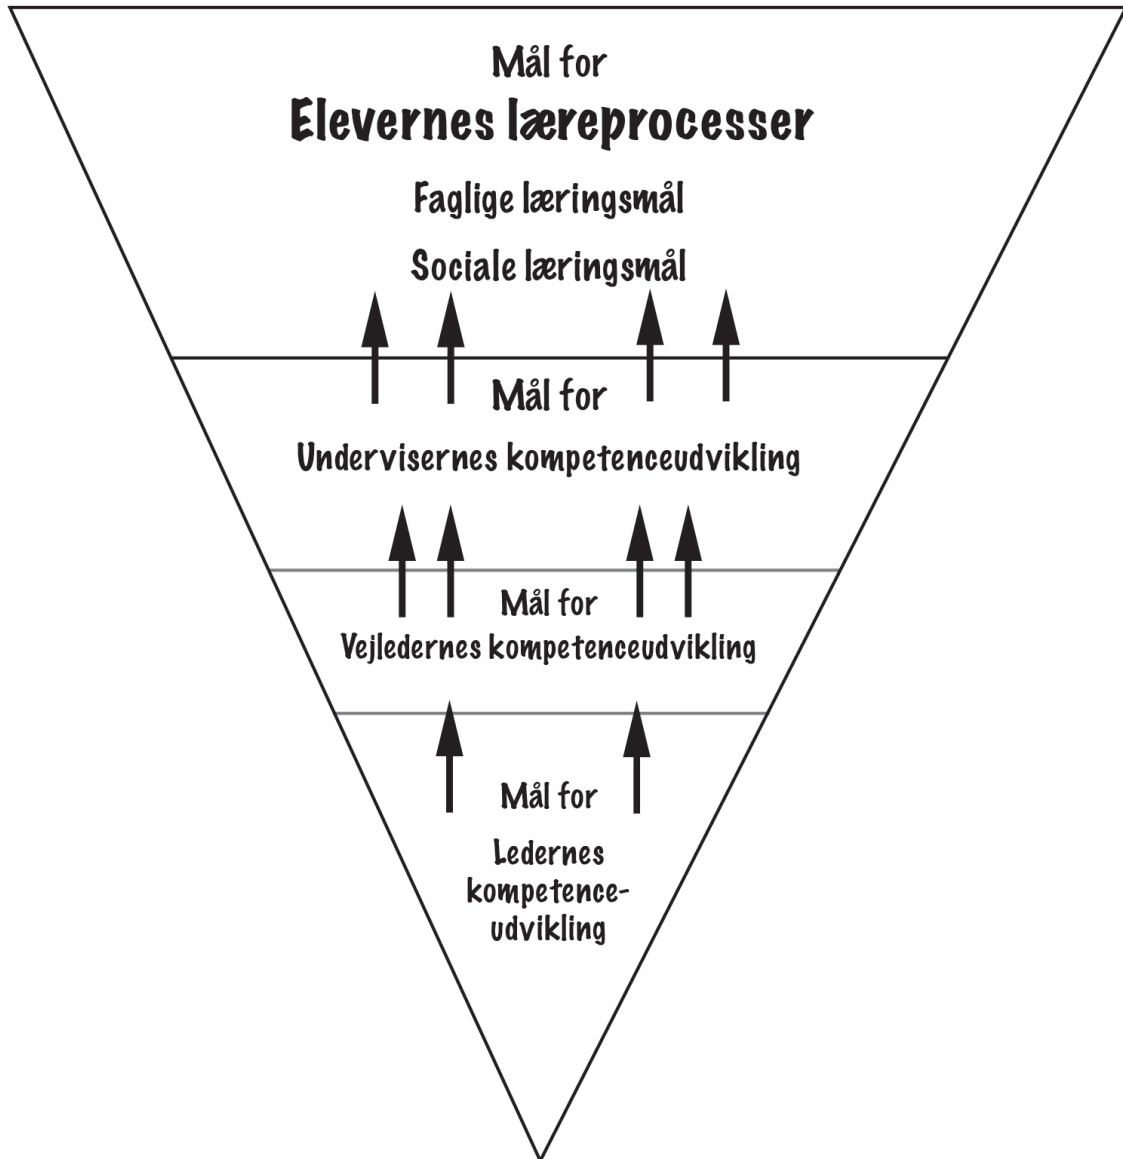 Mål for
Elevernes læreprocesser
Faglige læringsmål
Sociale læringsmål
Mål for
Undervisernes kompetenceudvikling
Mål for
Vejledernes kompetenceudvikling
Mål for
Ledernes
kompetence-
udvikling